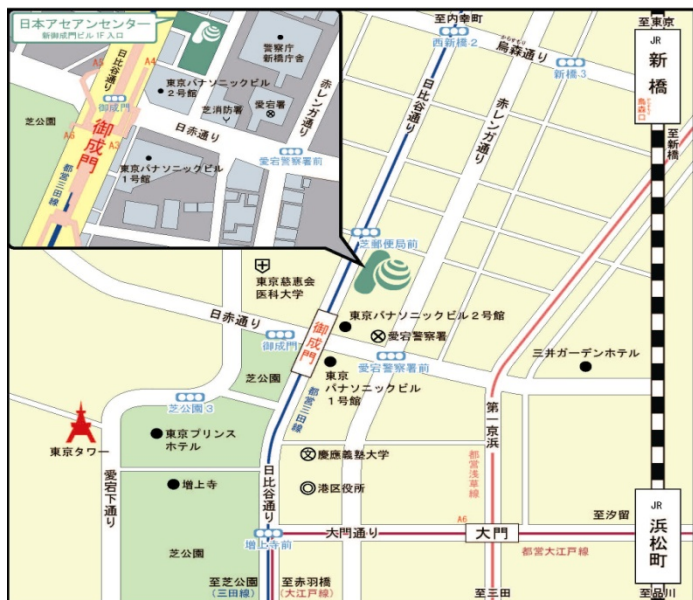 日本アセアンセンター
新御成門ビル 1F 入口
日比谷通り
A5
A4
御成門
御成門
A6
A3
都営三田線
芝公園
警察庁
新橋庁舎
東京パナソニックビル
2号館
芝消防署
愛宕署
日赤通り
赤レンガ通り
愛宕警察署前
東京パナソニックビル
1号館
至内幸町
西新橋-2
烏森通り
からすもり
新橋-3
至東京
JR
新橋
烏森口
至新橋
日比谷通り
赤レンガ通り
芝郵便局前
東京慈恵会
医科大学
日赤通り
御成門
御成門
東京パナソニックビル2号館
愛宕警察署
愛宕警察署前
東京
パナソニックビル
1号館
三井ガーデンホテル
芝公園
芝公園3
都営三田線
第一京浜
東京タワー
東京プリンス
ホテル
増上寺
愛宕下通り
日比谷通り
慶應義塾大学
港区役所
都営浅草線
至汐留
JR
浜松町
A6
大門通り
大門
都営大江戸線
増上寺前
芝公園
至芝公園
(三田線)
至赤羽橋
(大江戸線)
至三田
至品川